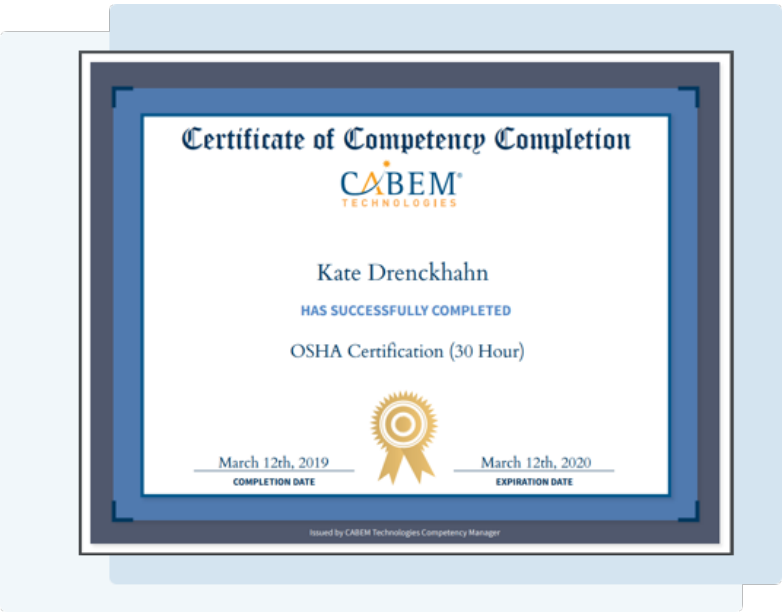 Certificate of Competency Completion
CABEM®
TECHNOLOGIES
Kate Drenckhahn
HAS SUCCESSFULLY COMPLETED
OSHA Certification (30 Hour)
March 12th, 2019
COMPLETION DATE
March 12th, 2020
EXPIRATION DATE
Issued by CABEM Technologies Competency Manager